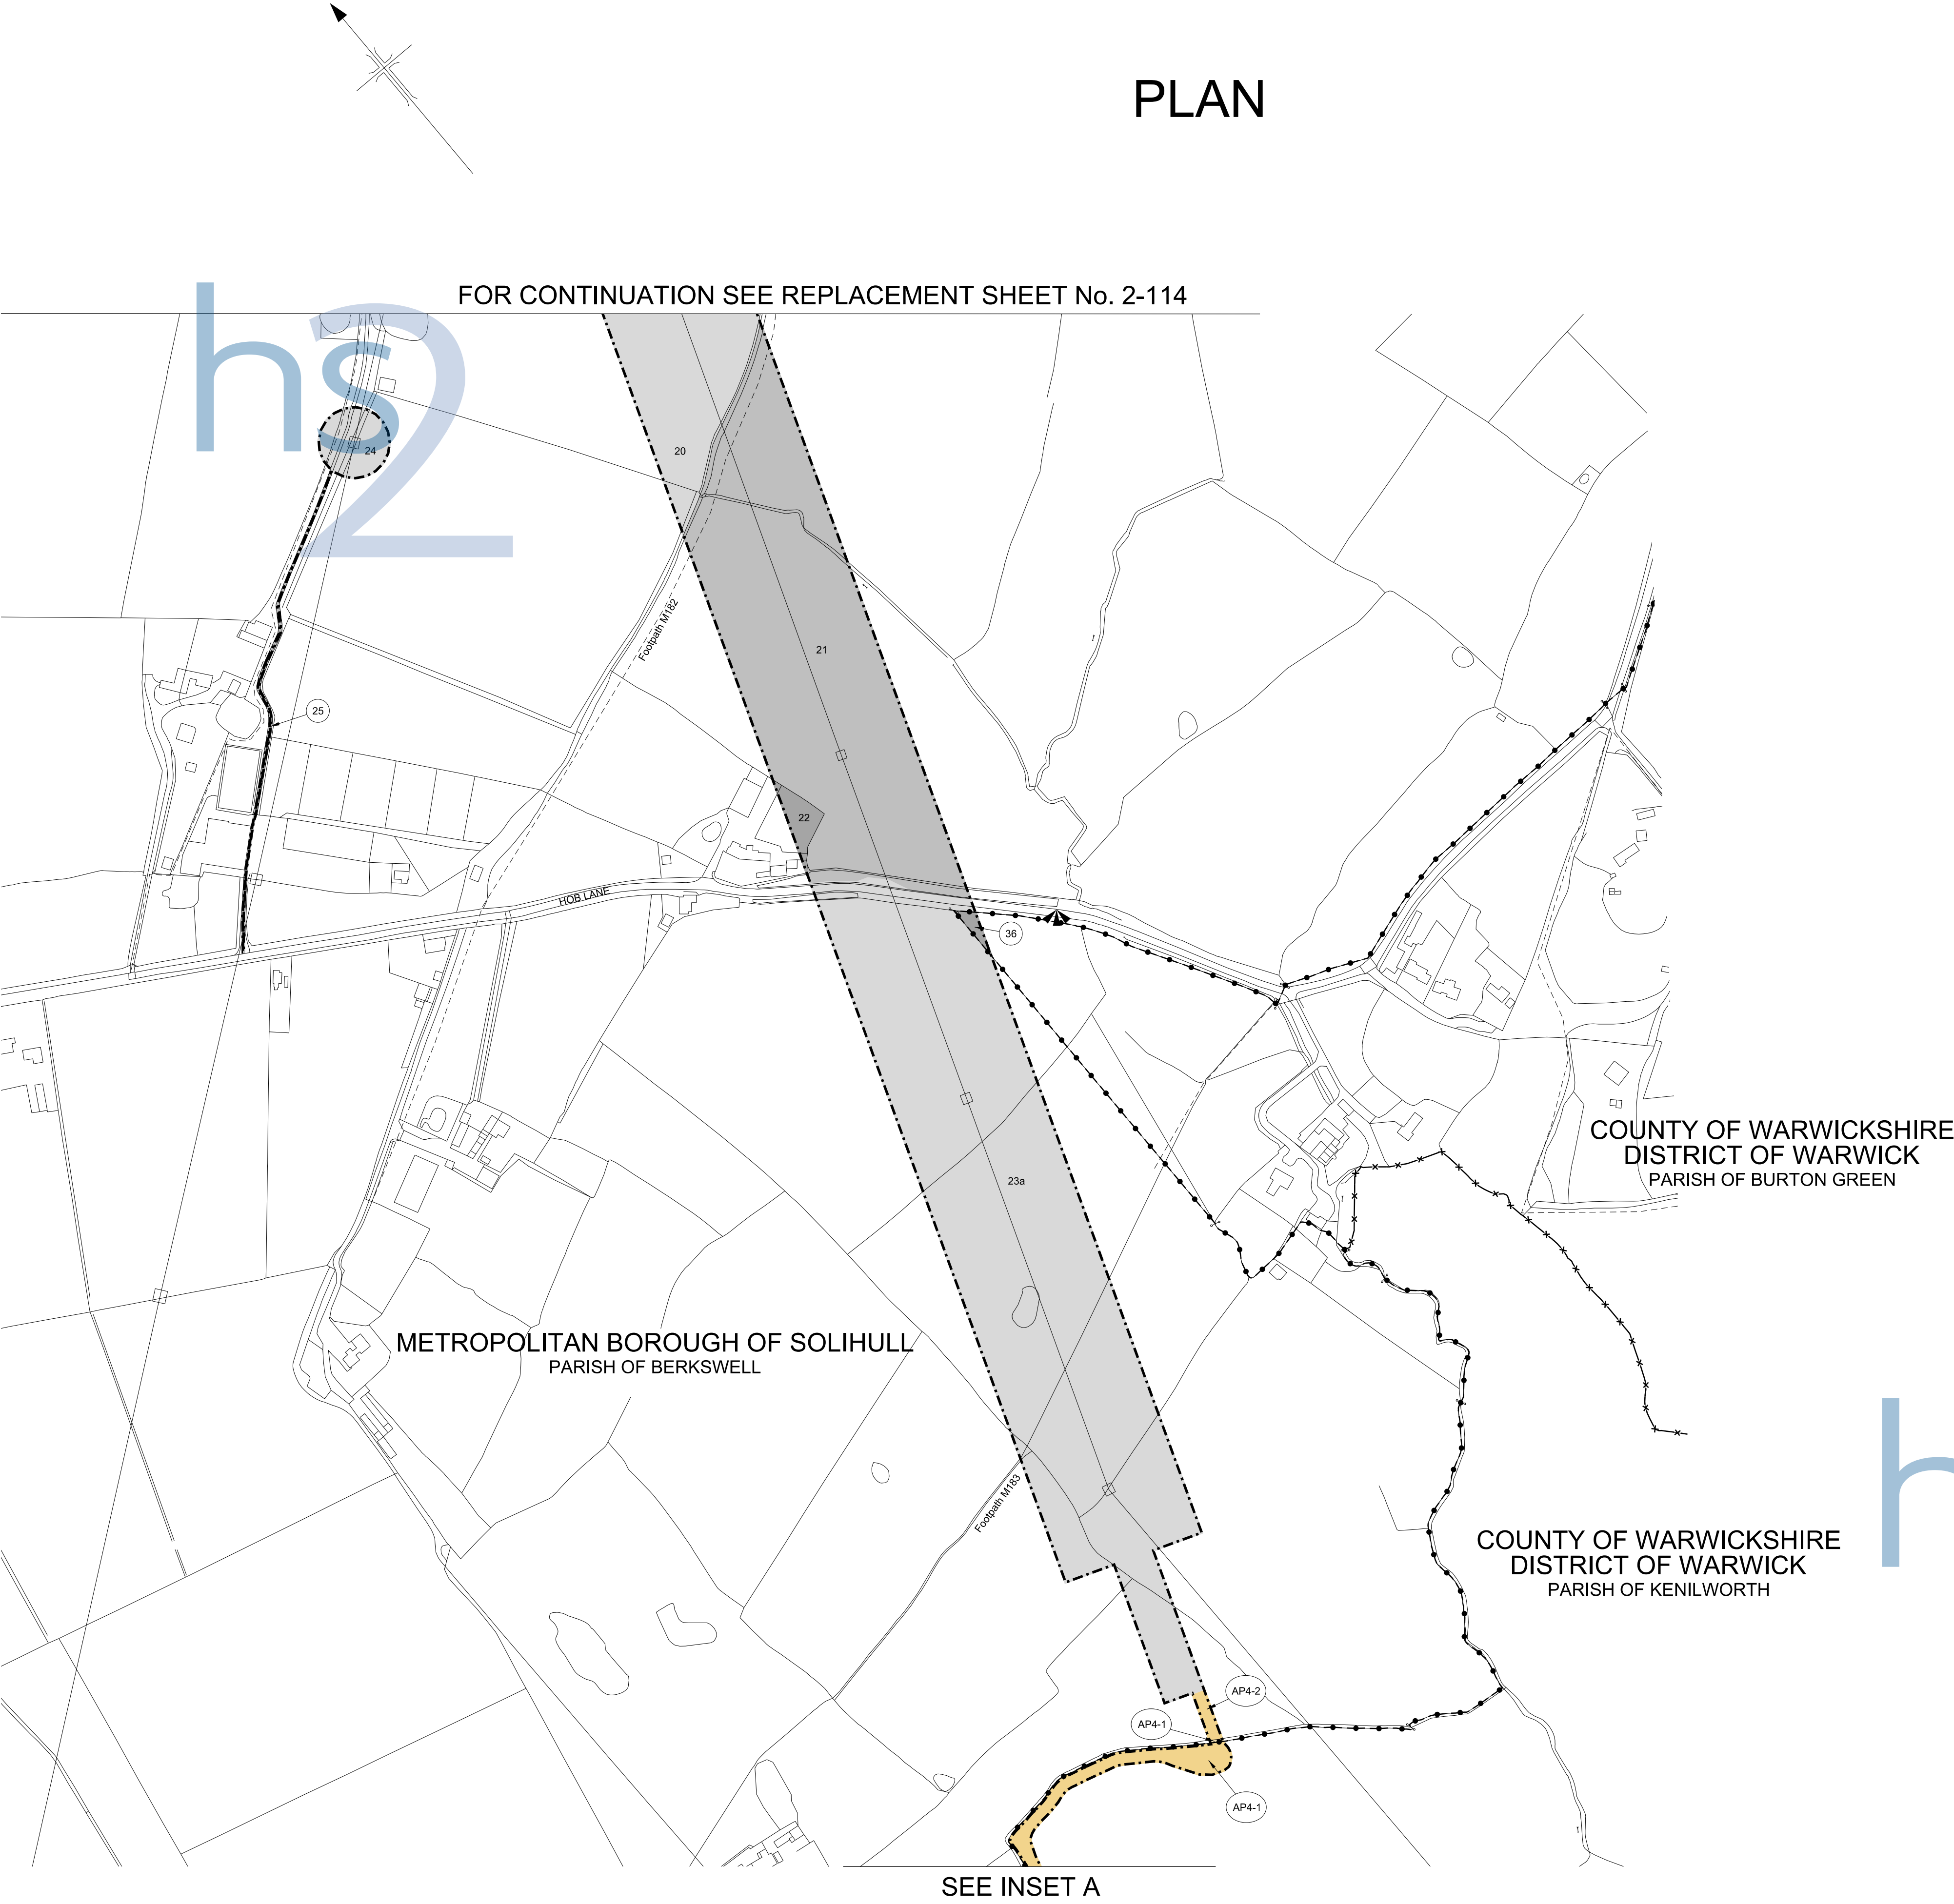 PLAN
FOR CONTINUATION SEE REPLACEMENT SHEET No. 2-114
hs2
24
20
Footpath M182
21
25
22
HOB LANE
36
COUNTY OF WARWICKSHIRE
DISTRICT OF WARWICK
PARISH OF BURTON GREEN
23a
METROPOLITAN BOROUGH OF SOLIHULL
PARISH OF BERKSWELL
h
Footpath M183
COUNTY OF WARWICKSHIRE
DISTRICT OF WARWICK
PARISH OF KENILWORTH
AP4-2
AP4-1
AP4-1
SEE INSET A